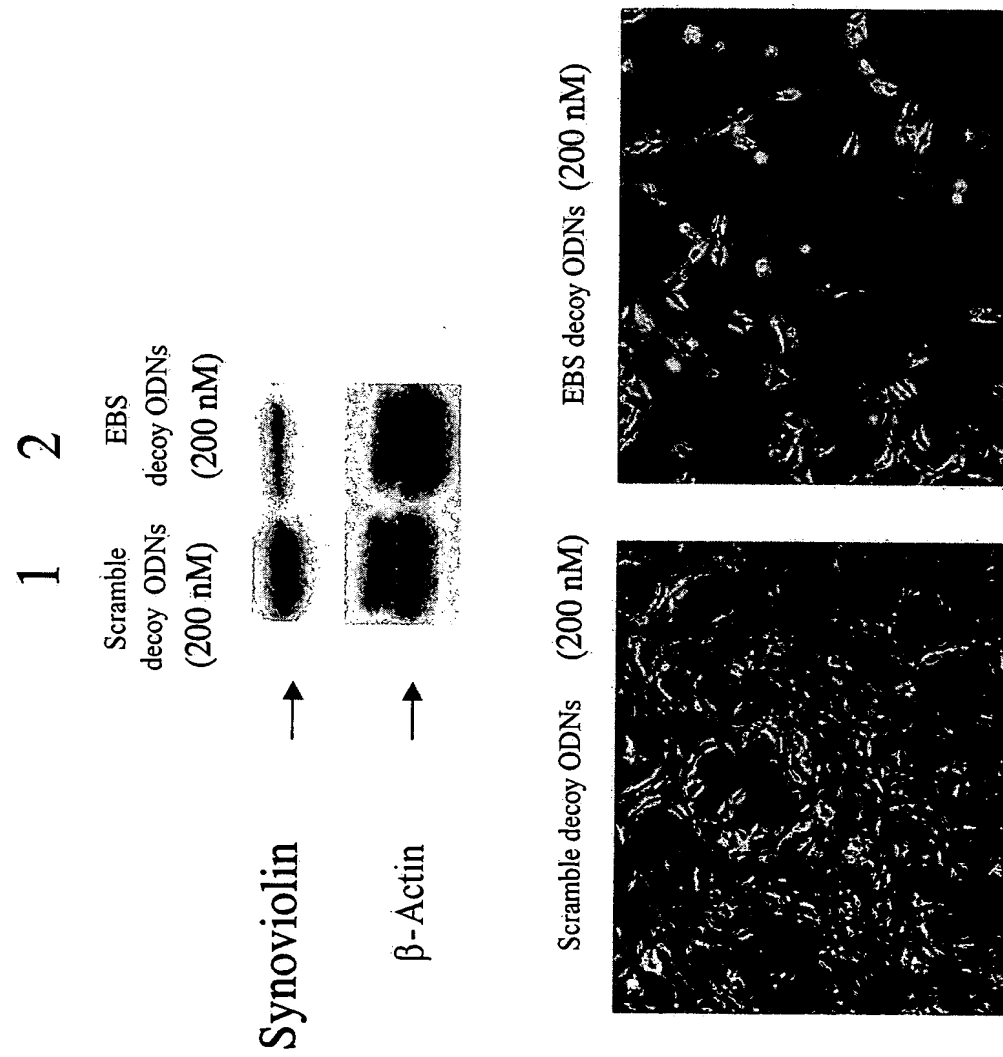 1 2
Scramble
decoy ODNs
(200 nM)
EBS
decoy ODNs
(200 nM)
Synoviolin →
β-Actin →
Scramble decoy ODNs (200 nM)
EBS decoy ODNs (200 nM)